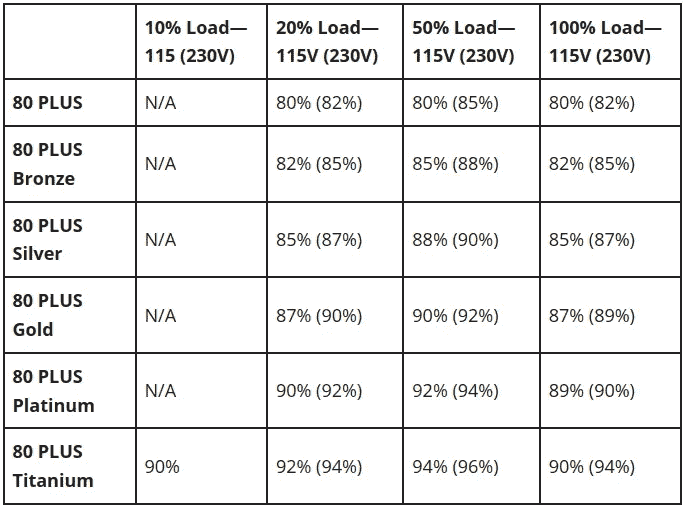 10% Load— 20% Load— 50% Load— 100% Load—
115 (230V) 115V (230V) 115V (230V) 115V (230V)
80 PLUS N/A 80% (82%) 80% (85%) 80% (82%)
80 PLUS
Bronze N/A 82% (85%) 85% (88%) 82% (85%)
80 PLUS
Silver N/A 85% (87%) 88% (90%) 85% (87%)
80 PLUS
Gold N/A 87% (90%) 90% (92%) 87% (89%)
80 PLUS
Platinum N/A 90% (92%) 92% (94%) 89% (90%)
80 PLUS
Titanium 90% 92% (94%) 94% (96%) 90% (94%)